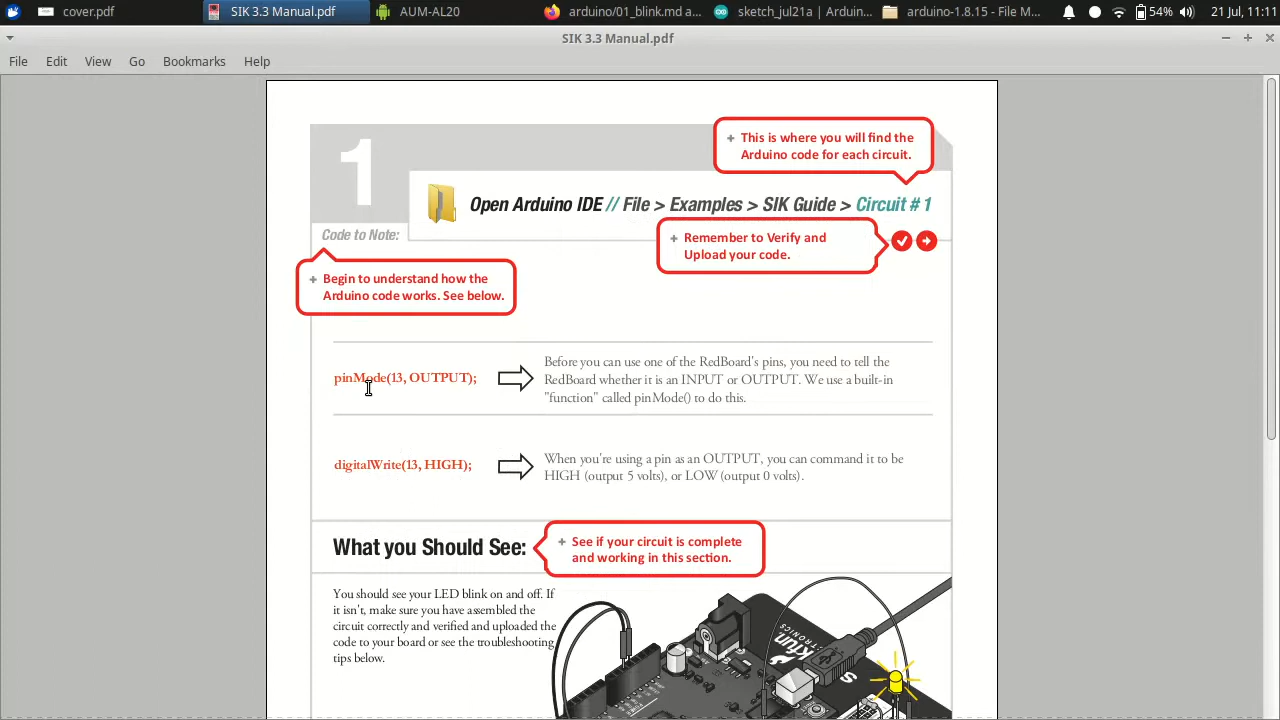 cover.pdf
SIK 3.3 Manual.pdf
AUM-AL20
arduino/01_blink.md a...
sketch_jul21a | Arduin...
arduino-1.8.15 - File M...
54%
21 Jul, 11:11
SIK 3.3 Manual.pdf
File Edit View Go Bookmarks Help
1
+ This is where you will find the
Arduino code for each circuit.
Open Arduino IDE // File > Examples > SIK Guide > Circuit # 1
Code to Note:
+ Remember to Verify and
Upload your code.
+ Begin to understand how the
Arduino code works. See below.
pinMode(13, OUTPUT);
Before you can use one of the RedBoard's pins, you need to tell the
RedBoard whether it is an INPUT or OUTPUT. We use a built-in
"function" called pinMode() to do this.
digitalWrite(13, HIGH);
When you're using a pin as an OUTPUT, you can command it to be
HIGH (output 5 volts), or LOW (output 0 volts).
What you Should See:
+ See if your circuit is complete
and working in this section.
You should see your LED blink on and off. If
it isn't, make sure you have assembled the
circuit correctly and verified and uploaded the
code to your board or see the troubleshooting
tips below.